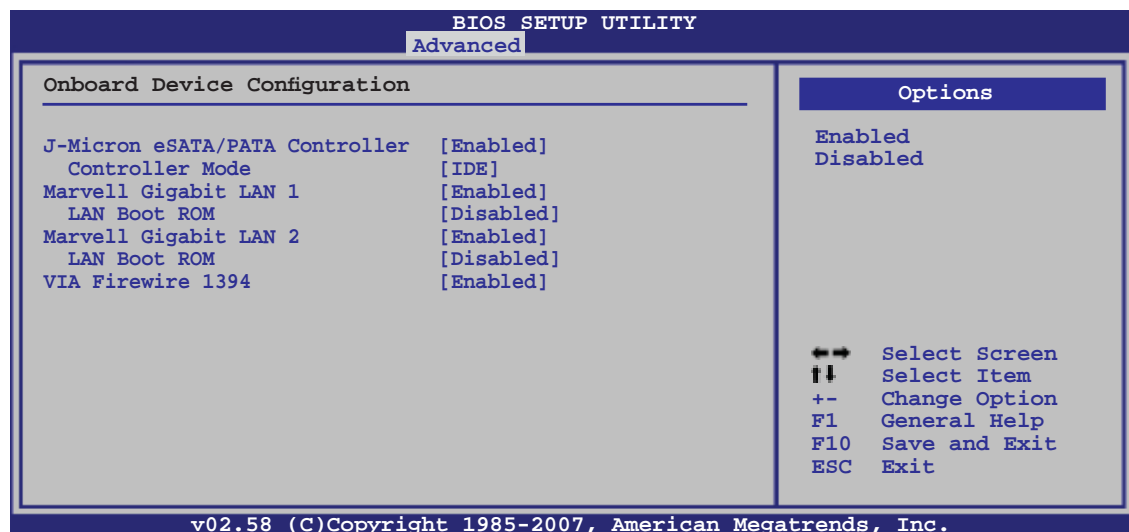 BIOS SETUP UTILITY
Advanced
Onboard Device Configuration
J-Micron eSATA/PATA Controller [Enabled]
Controller Mode [IDE]
Marvell Gigabit LAN 1 [Enabled]
LAN Boot ROM [Disabled]
Marvell Gigabit LAN 2 [Enabled]
LAN Boot ROM [Disabled]
VIA Firewire 1394 [Enabled]
Options
Enabled
Disabled
←→ Select Screen
↑↓ Select Item
+- Change Option
F1 General Help
F10 Save and Exit
ESC Exit
v02.58 (C)Copyright 1985-2007, American Megatrends, Inc.